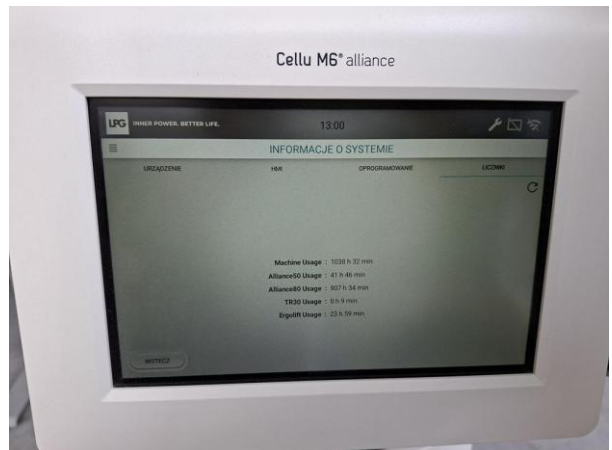 Cellu M6® alliance
LPG INNER POWER. BETTER LIFE. 13:00
INFORMACJE O SYSTEMIE
URZĄDZENIE HMI OPROGRAMOWANIE LICZNIKI
Machine Usage : 1038 h 32 min
Alliance50 Usage : 41 h 46 min
Alliance80 Usage : 907 h 34 min
TR30 Usage : 0 h 9 min
Ergolift Usage : 23 h 59 min
WSTECZ